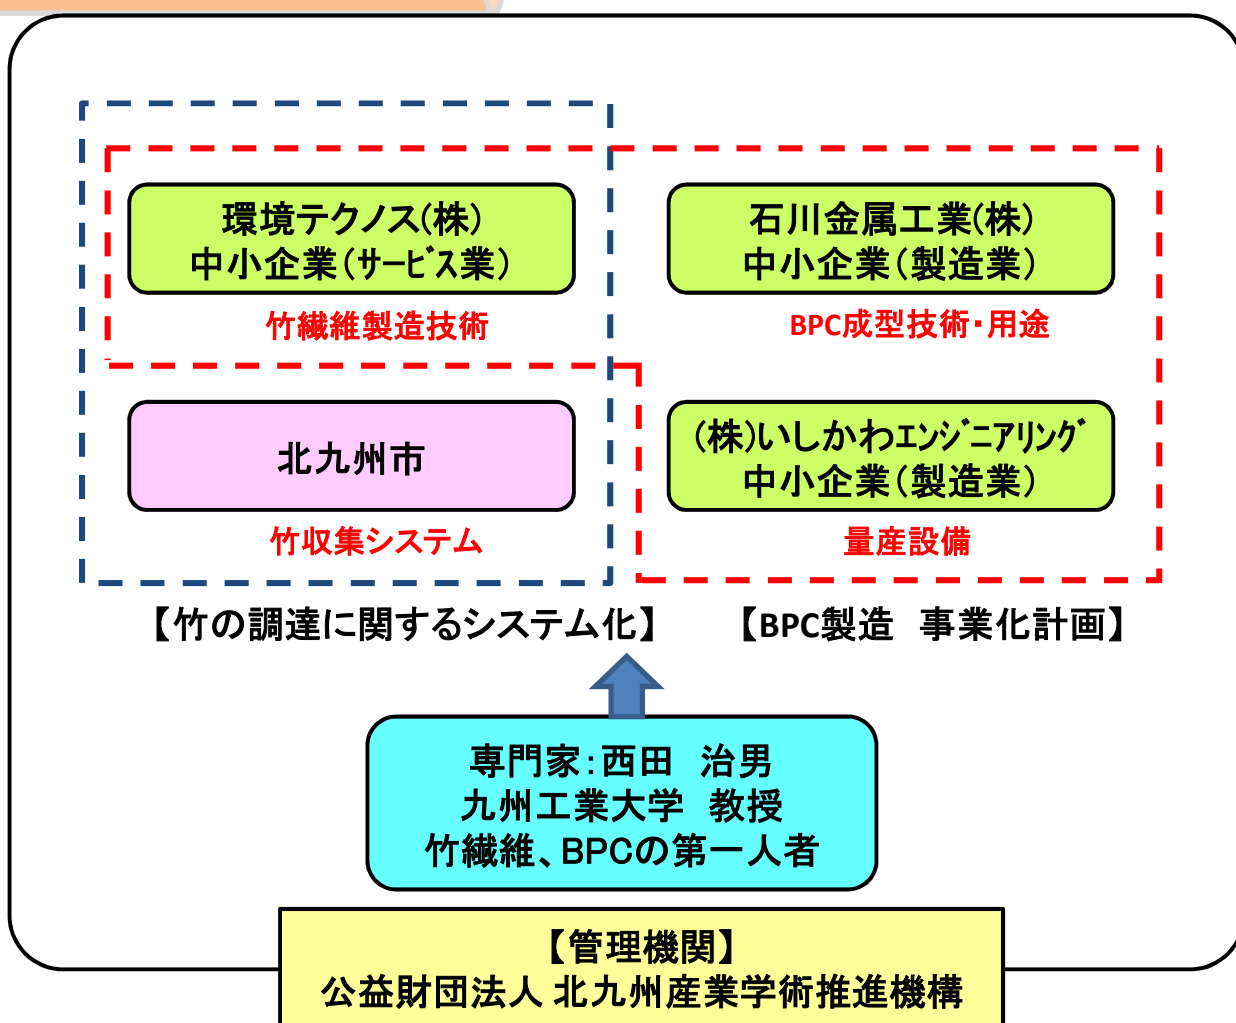 環境テクノス(株)
中小企業(ｻｰﾋﾞｽ業)
竹繊維製造技術
石川金属工業(株)
中小企業(製造業)
BPC成型技術・用途
北九州市
竹収集システム
(株)いしかわｴﾝｼﾞﾆｱﾘﾝｸﾞ
中小企業(製造業)
量産設備
【竹の調達に関するシステム化】
【BPC製造　事業化計画】
専門家:西田　治男
九州工業大学　教授
竹繊維、BPCの第一人者
【管理機関】
公益財団法人 北九州産業学術推進機構